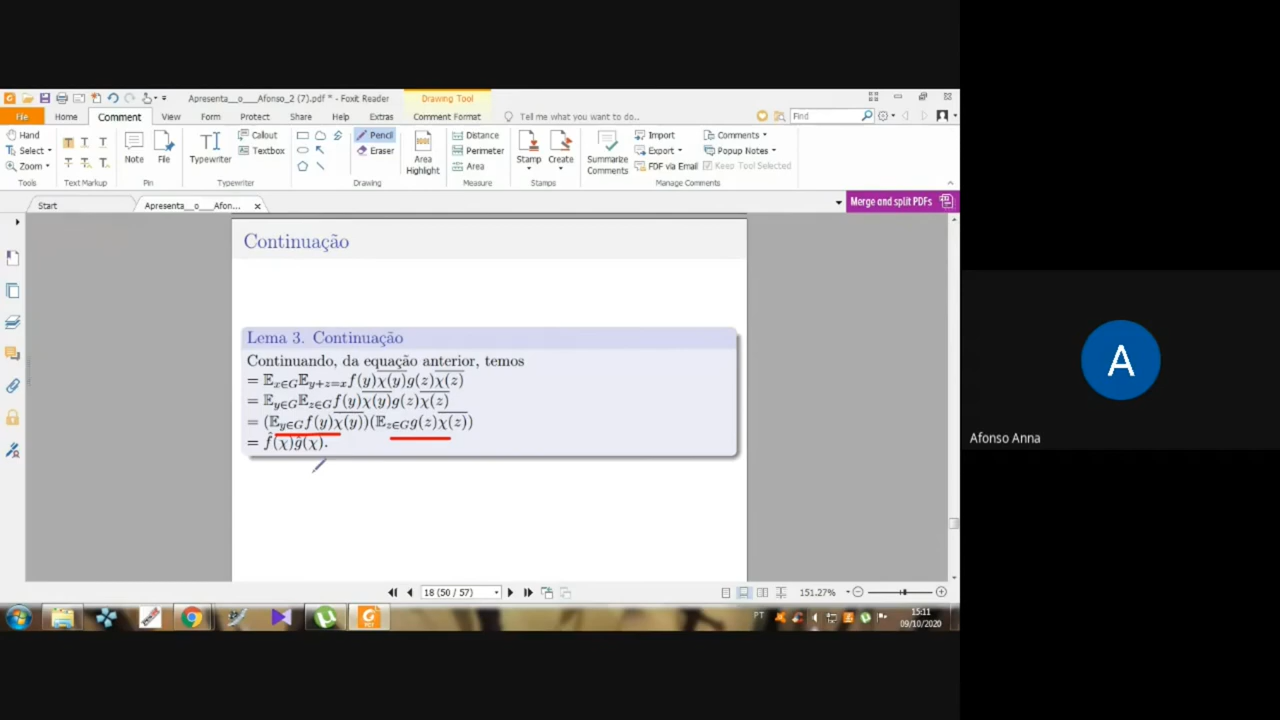 Apresenta__o___Afonso_2 (7).pdf * - Foxit Reader
Drawing Tool
File Home Comment View Form Protect Share Help Extras Comment Format Tell me what you want to do.. Find
Hand
Select
Zoom
Tools
Text Markup
Note
File
Pin
Typewriter
Callout
Textbox
Typewriter
Pencil
Eraser
Drawing
Area Highlight
Distance
Perimeter
Area
Measure
Stamp
Create
Stamps
Summarize Comments
Import
Export
FDF via Email
Comments
Popup Notes
Keep Tool Selected
Manage Comments
Start
Apresenta__o___Afon...
Merge and split PDFs
Continuação
Lema 3. Continuação
Continuando, da equação anterior, temos
= 𝔼_{x∈G}𝔼_{y+z=x} f(y)\overline{χ(y)}g(z)\overline{χ(z)}
= 𝔼_{y∈G}𝔼_{z∈G} f(y)\overline{χ(y)}g(z)\overline{χ(z)}
= (𝔼_{y∈G} f(y)\overline{χ(y)})(𝔼_{z∈G} g(z)\overline{χ(z)})
= \hat{f}(χ)\hat{g}(χ).
18 (50 / 57)
151.27%
PT
15:11
09/10/2020
A
Afonso Anna